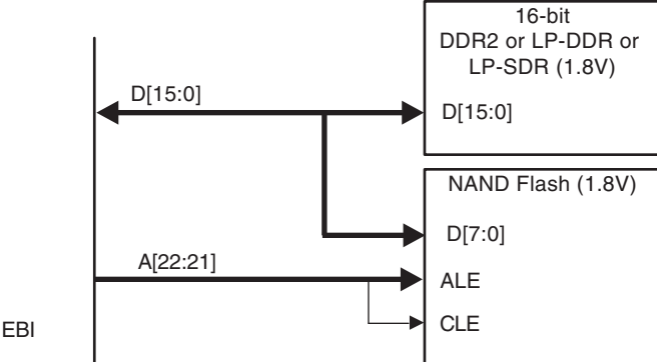 16-bit
DDR2 or LP-DDR or
LP-SDR (1.8V)
D[15:0]
D[15:0]
NAND Flash (1.8V)
D[7:0]
A[22:21]
ALE
EBI
CLE